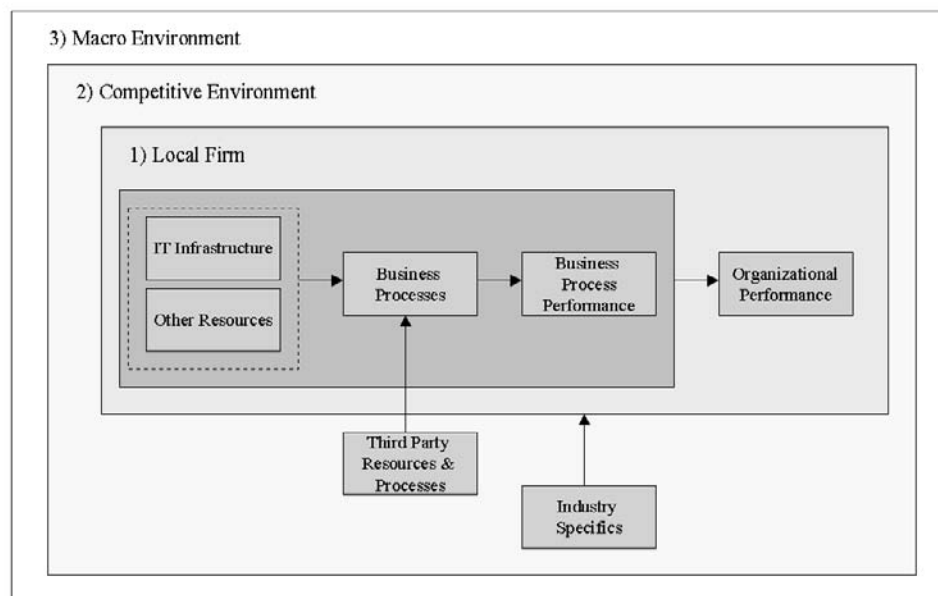 3) Macro Environment
2) Competitive Environment
1) Local Firm
IT Infrastructure
Other Resources
Business
Processes
Business
Process
Performance
Organizational
Performance
Third Party
Resources &
Processes
Industry
Specifics